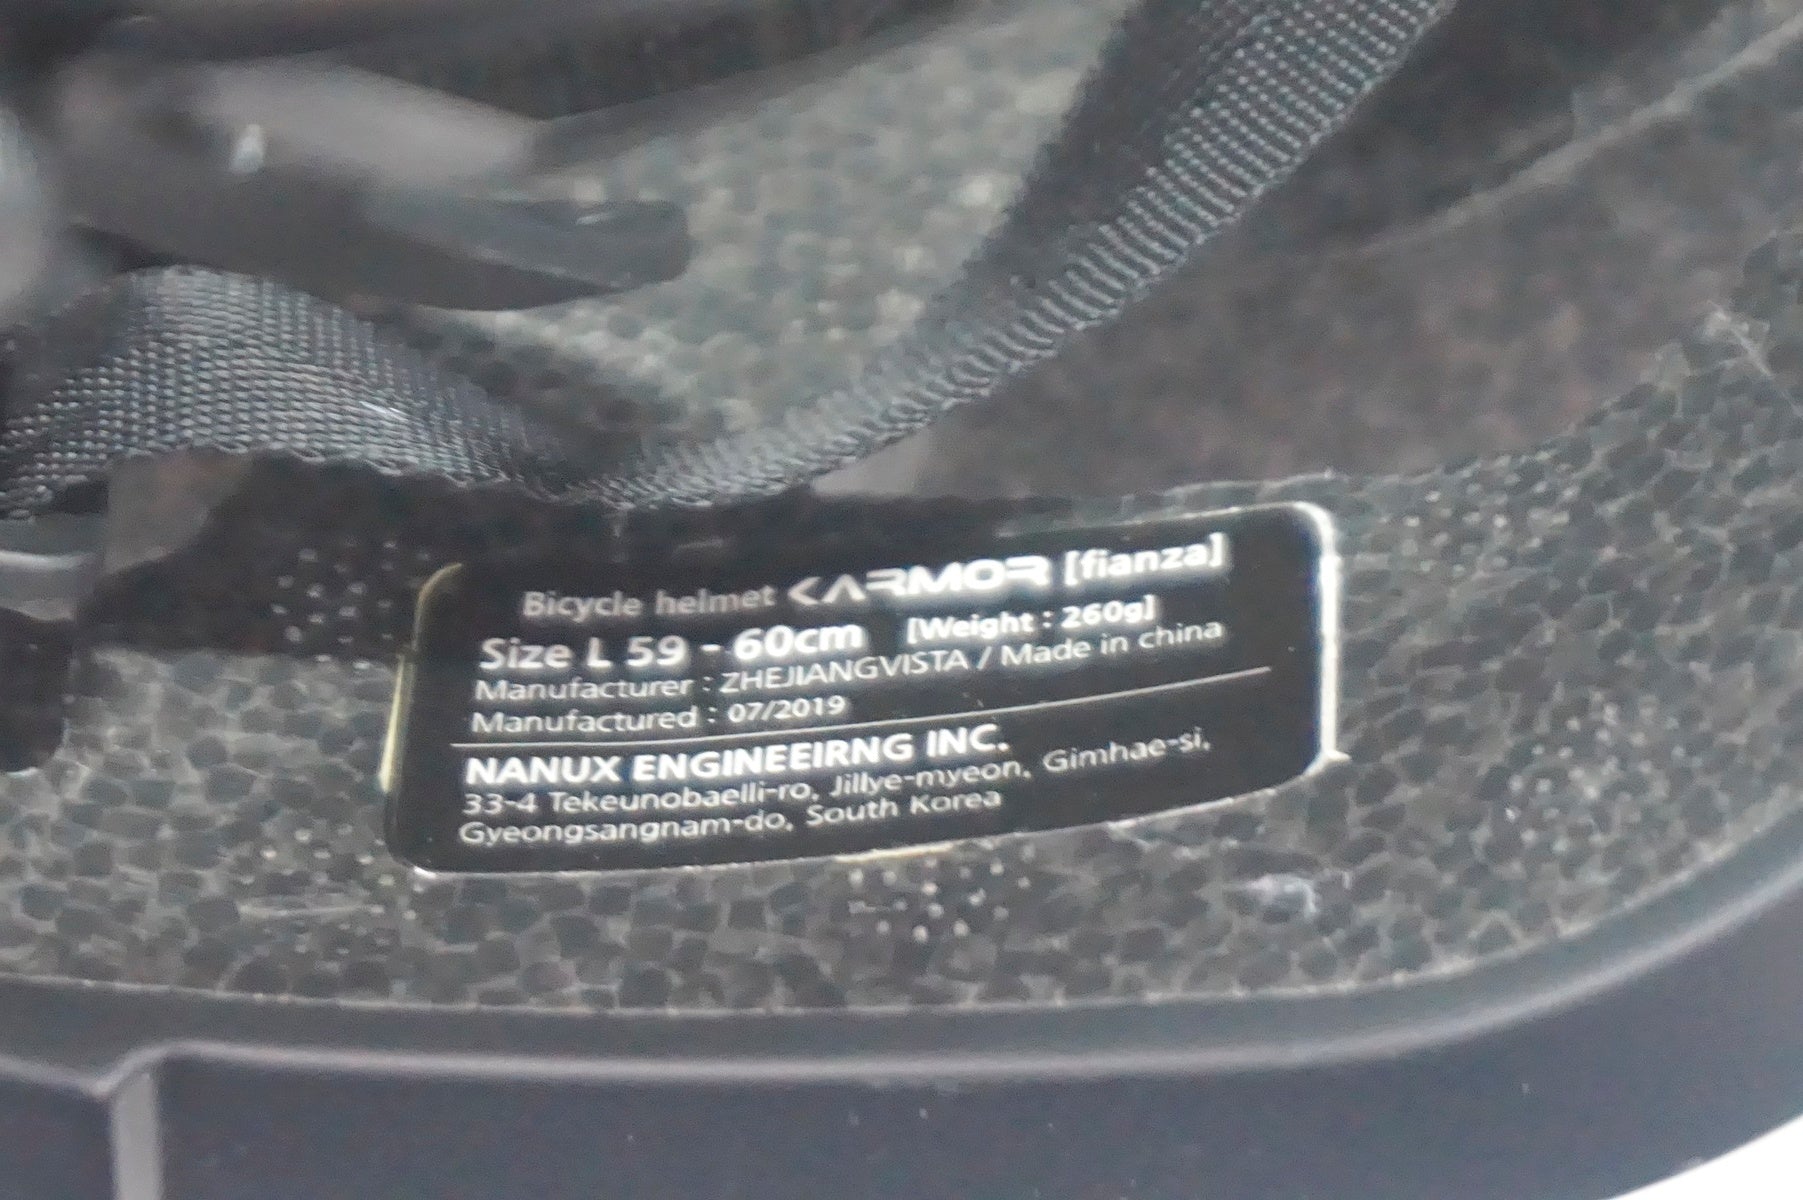 Bicycle helmet KARMOR [fianza]
Size L 59 - 60cm [Weight : 260g]
Manufacturer : ZHEJIANGVISTA / Made in china
Manufactured : 07/2019
NANUX ENGINEEIRNG INC.
33-4 Tekeunobaelli-ro, Jillye-myeon, Gimhae-si,
Gyeongsangnam-do, South Korea